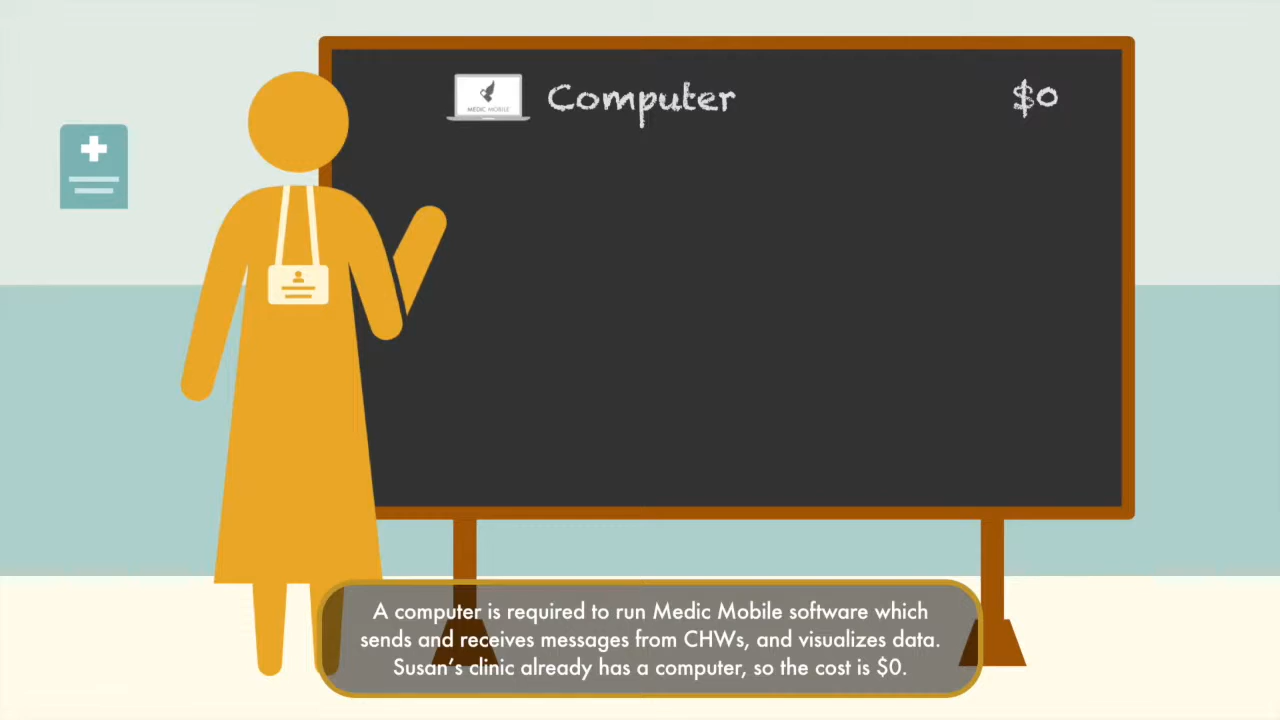 MEDIC MOBILE
Computer
$0
A computer is required to run Medic Mobile software which
sends and receives messages from CHWs, and visualizes data.
Susan's clinic already has a computer, so the cost is $0.